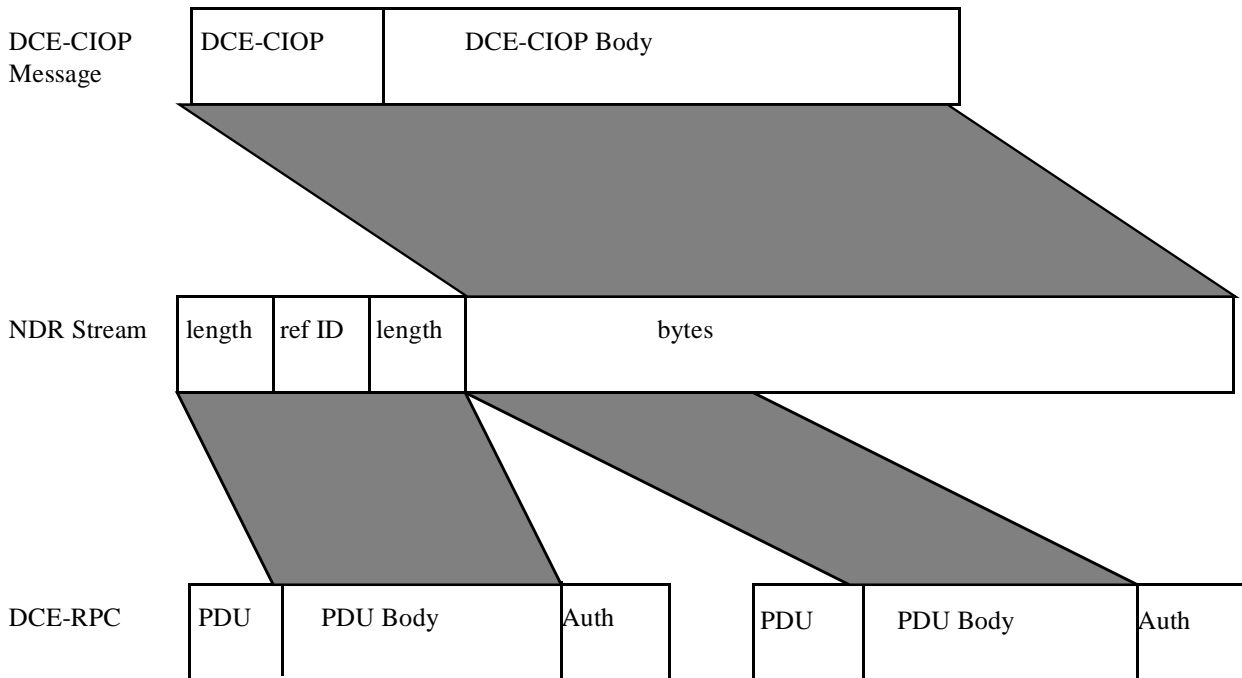 DCE-CIOP Message
DCE-CIOP
DCE-CIOP Body
NDR Stream
length
ref ID
length
bytes
DCE-RPC
PDU
PDU Body
Auth
PDU
PDU Body
Auth